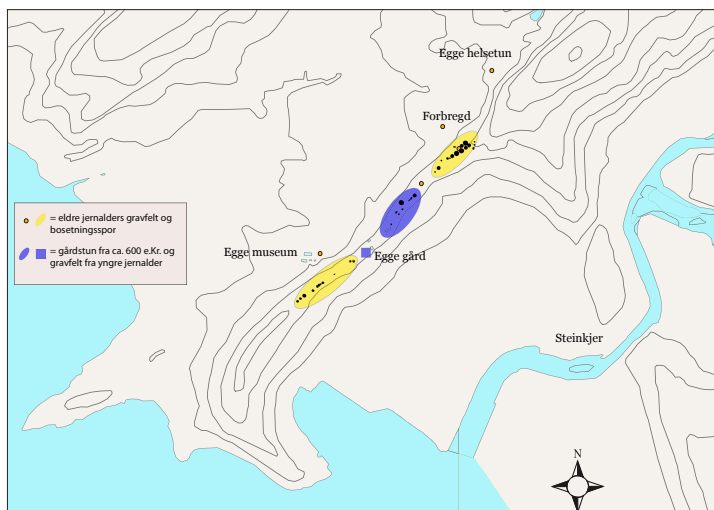 Egge helsetun
Forbregd
= eldre jernalders gravfelt og
bosetningsspor
= gårdstun fra ca. 600 e.Kr. og
gravfelt fra yngre jernalder
Egge museum
Egge gård
Steinkjer
N